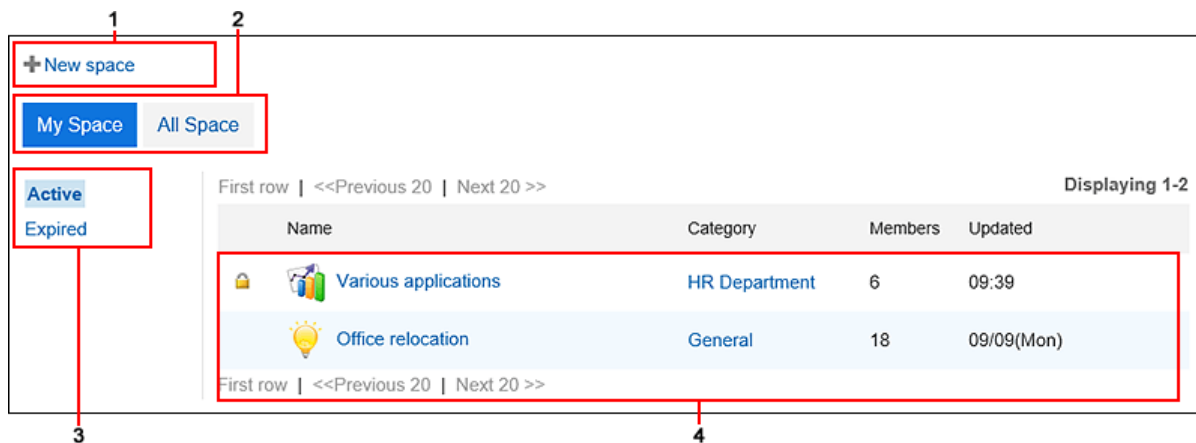 1 2
New space
My Space All Space
Active
Expired
First row | <<Previous 20 | Next 20 >> Displaying 1-2
Name Category Members Updated
Various applications HR Department 6 09:39
Office relocation General 18 09/09(Mon)
First row | <<Previous 20 | Next 20 >>
3 4